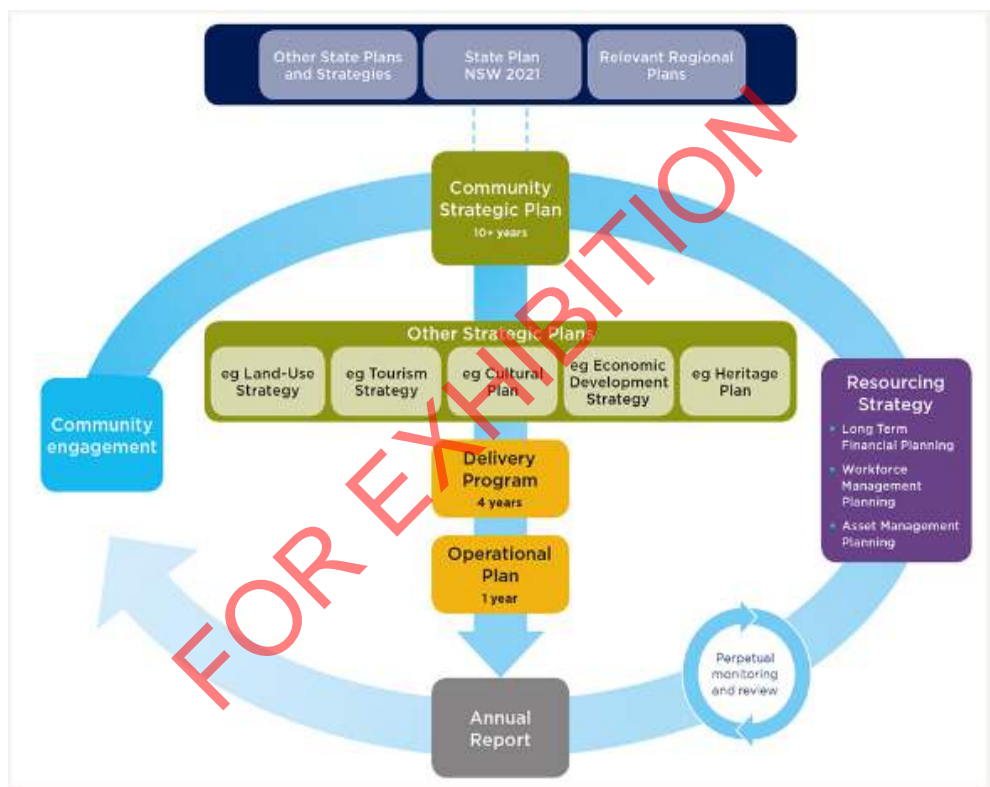 Other State Plans
and Strategies
State Plan
NSW 2021
Relevant Regional
Plans
Community
Strategic Plan
10+ years
Other Strategic Plans
eg Land-Use
Strategy
eg Tourism
Strategy
eg Cultural
Plan
eg Economic
Development
Strategy
eg Heritage
Plan
Community
engagement
Resourcing
Strategy
• Long Term
Financial Planning
• Workforce
Management
Planning
• Asset Management
Planning
Delivery
Program
4 years
Operational
Plan
1 year
Perpetual
monitoring
and review
Annual
Report
FOR EXHIBITION